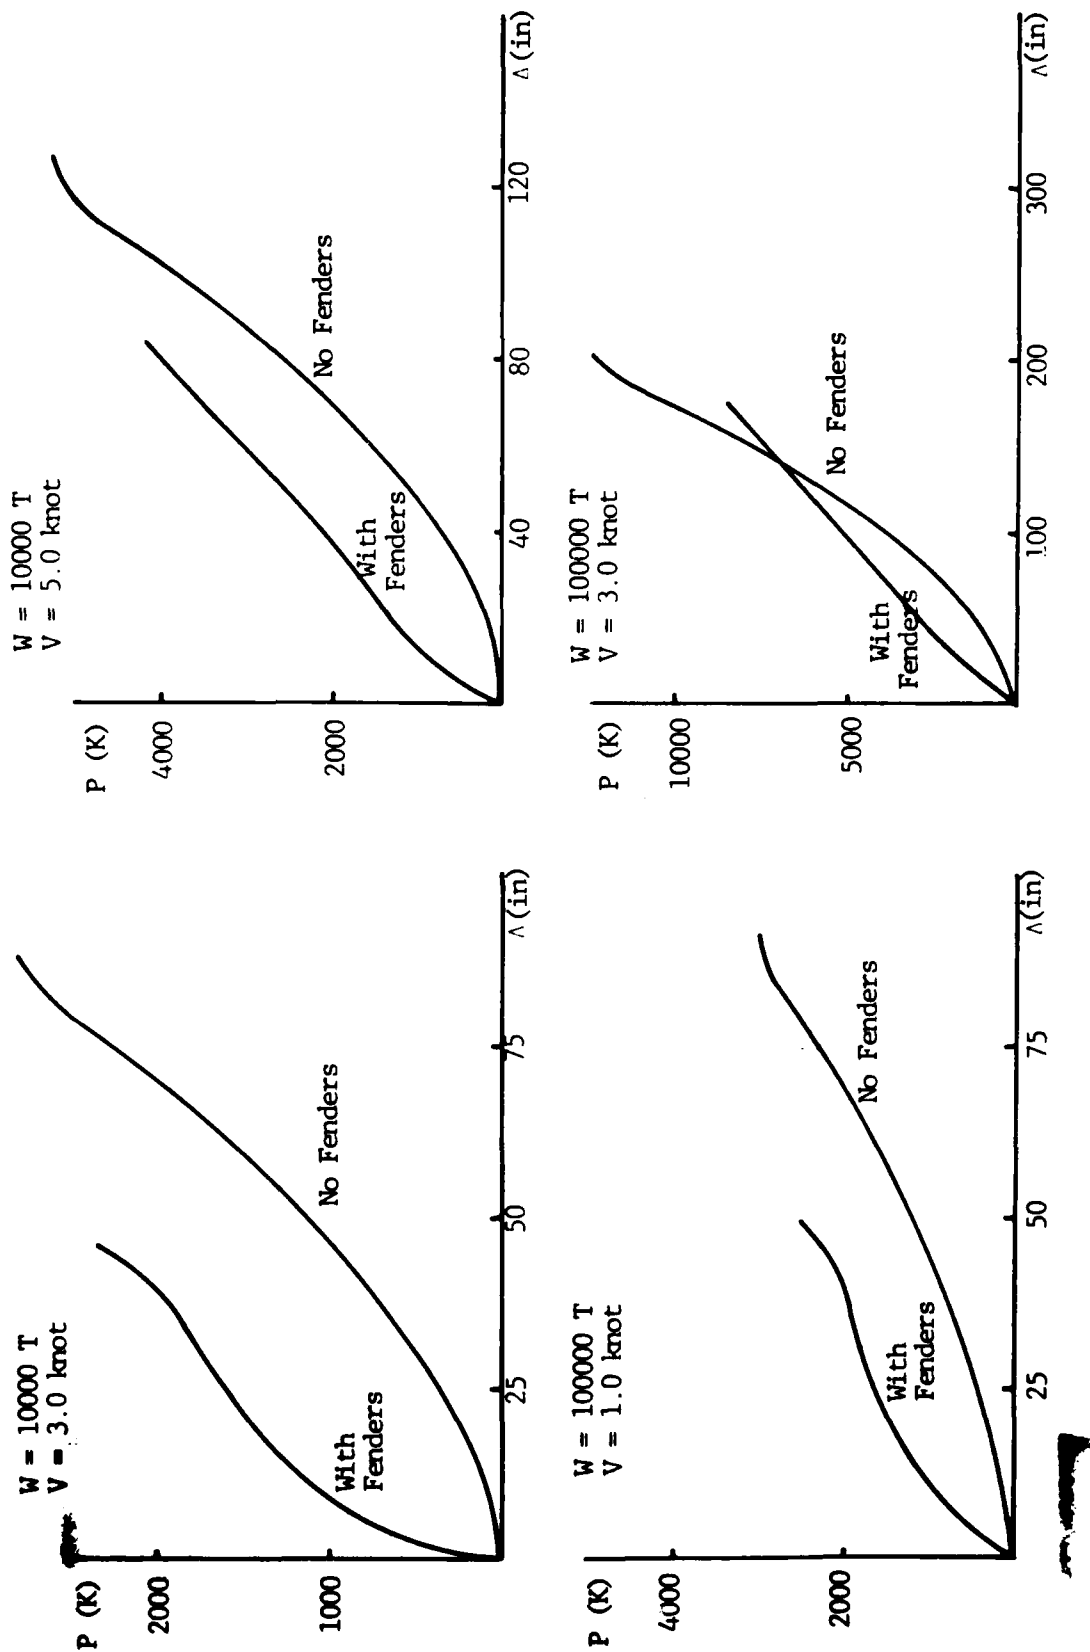 W = 10000 T
V = 3.0 knot
P (K)
2000
1000
With
Fenders
No Fenders
25
50
75
Δ(in)
W = 10000 T
V = 5.0 knot
P (K)
4000
2000
With
Fenders
No Fenders
40
80
120
Δ(in)
W = 100000 T
V = 1.0 knot
P (K)
4000
2000
With
Fenders
No Fenders
25
50
75
Δ(in)
W = 100000 T
V = 3.0 knot
P (K)
10000
5000
With
Fenders
No Fenders
100
200
300
Δ(in)